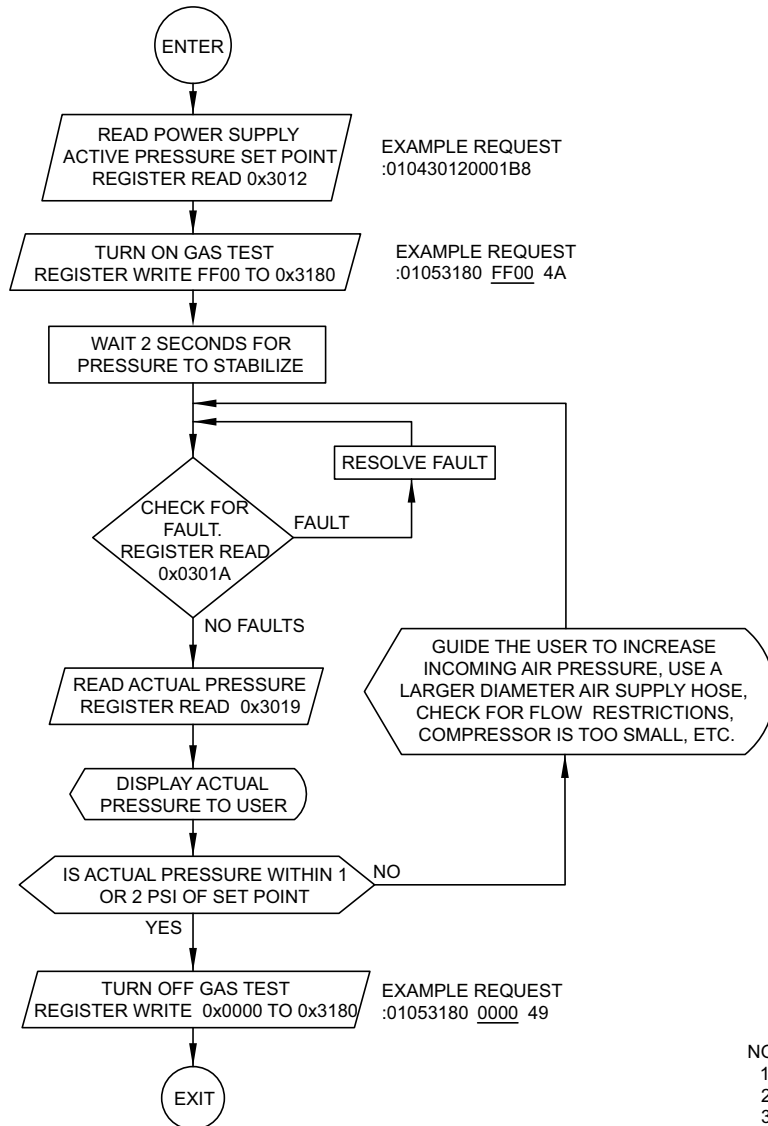 ENTER
READ POWER SUPPLY
ACTIVE PRESSURE SET POINT
REGISTER READ 0x3012
EXAMPLE REQUEST
:010430120001B8
TURN ON GAS TEST
REGISTER WRITE FF00 TO 0x3180
EXAMPLE REQUEST
:01053180 FF00 4A
WAIT 2 SECONDS FOR
PRESSURE TO STABILIZE
RESOLVE FAULT
CHECK FOR
FAULT.
REGISTER READ
0x0301A
FAULT
NO FAULTS
GUIDE THE USER TO INCREASE
INCOMING AIR PRESSURE, USE A
LARGER DIAMETER AIR SUPPLY HOSE,
CHECK FOR FLOW RESTRICTIONS,
COMPRESSOR IS TOO SMALL, ETC.
READ ACTUAL PRESSURE
REGISTER READ 0x3019
DISPLAY ACTUAL
PRESSURE TO USER
IS ACTUAL PRESSURE WITHIN 1
OR 2 PSI OF SET POINT
NO
YES
TURN OFF GAS TEST
REGISTER WRITE 0x0000 TO 0x3180
EXAMPLE REQUEST
:01053180 0000 49
EXIT
1
2
3